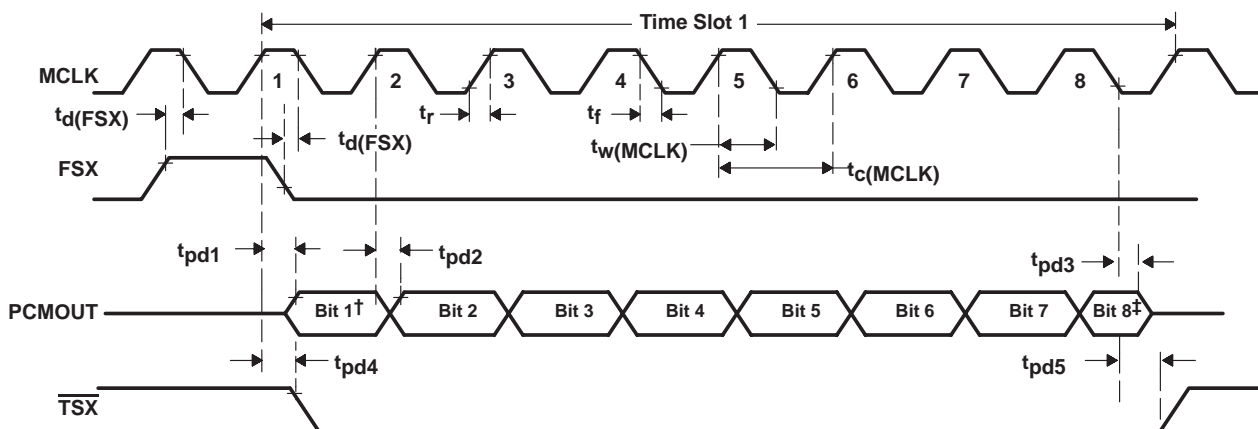 Time Slot 1
MCLK
1 2 3 4 5 6 7 8
td(FSX)
tr
tf
td(FSX)
tw(MCLK)
FSX
tc(MCLK)
tpd1
tpd2
tpd3
PCMOUT
Bit 1† Bit 2 Bit 3 Bit 4 Bit 5 Bit 6 Bit 7 Bit 8‡
tpd4
tpd5
TSX